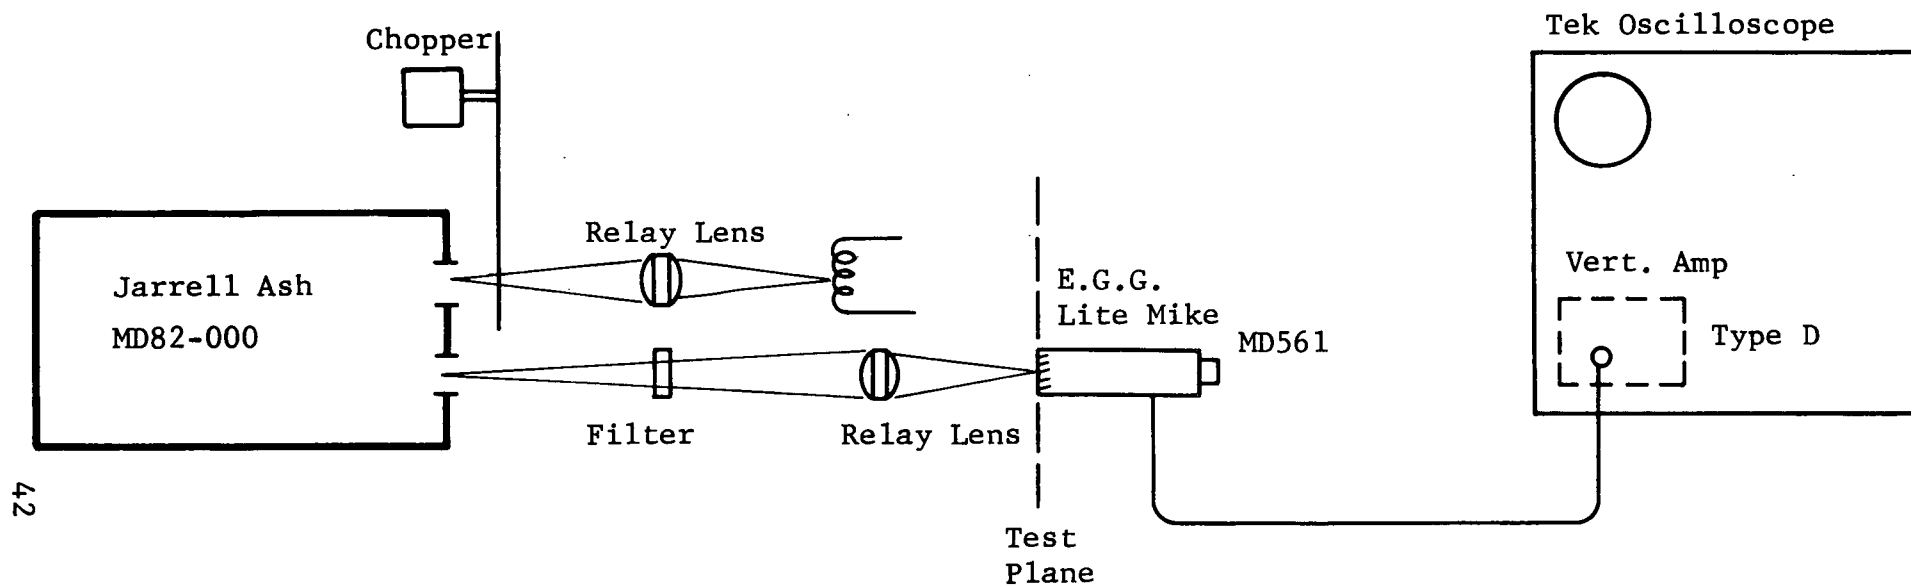 Tek Oscilloscope
Chopper
Relay Lens
Jarrell Ash
MD82-000
E.G.G.
Lite Mike
MD561
Vert. Amp
Type D
Filter
Relay Lens
Test
Plane
42